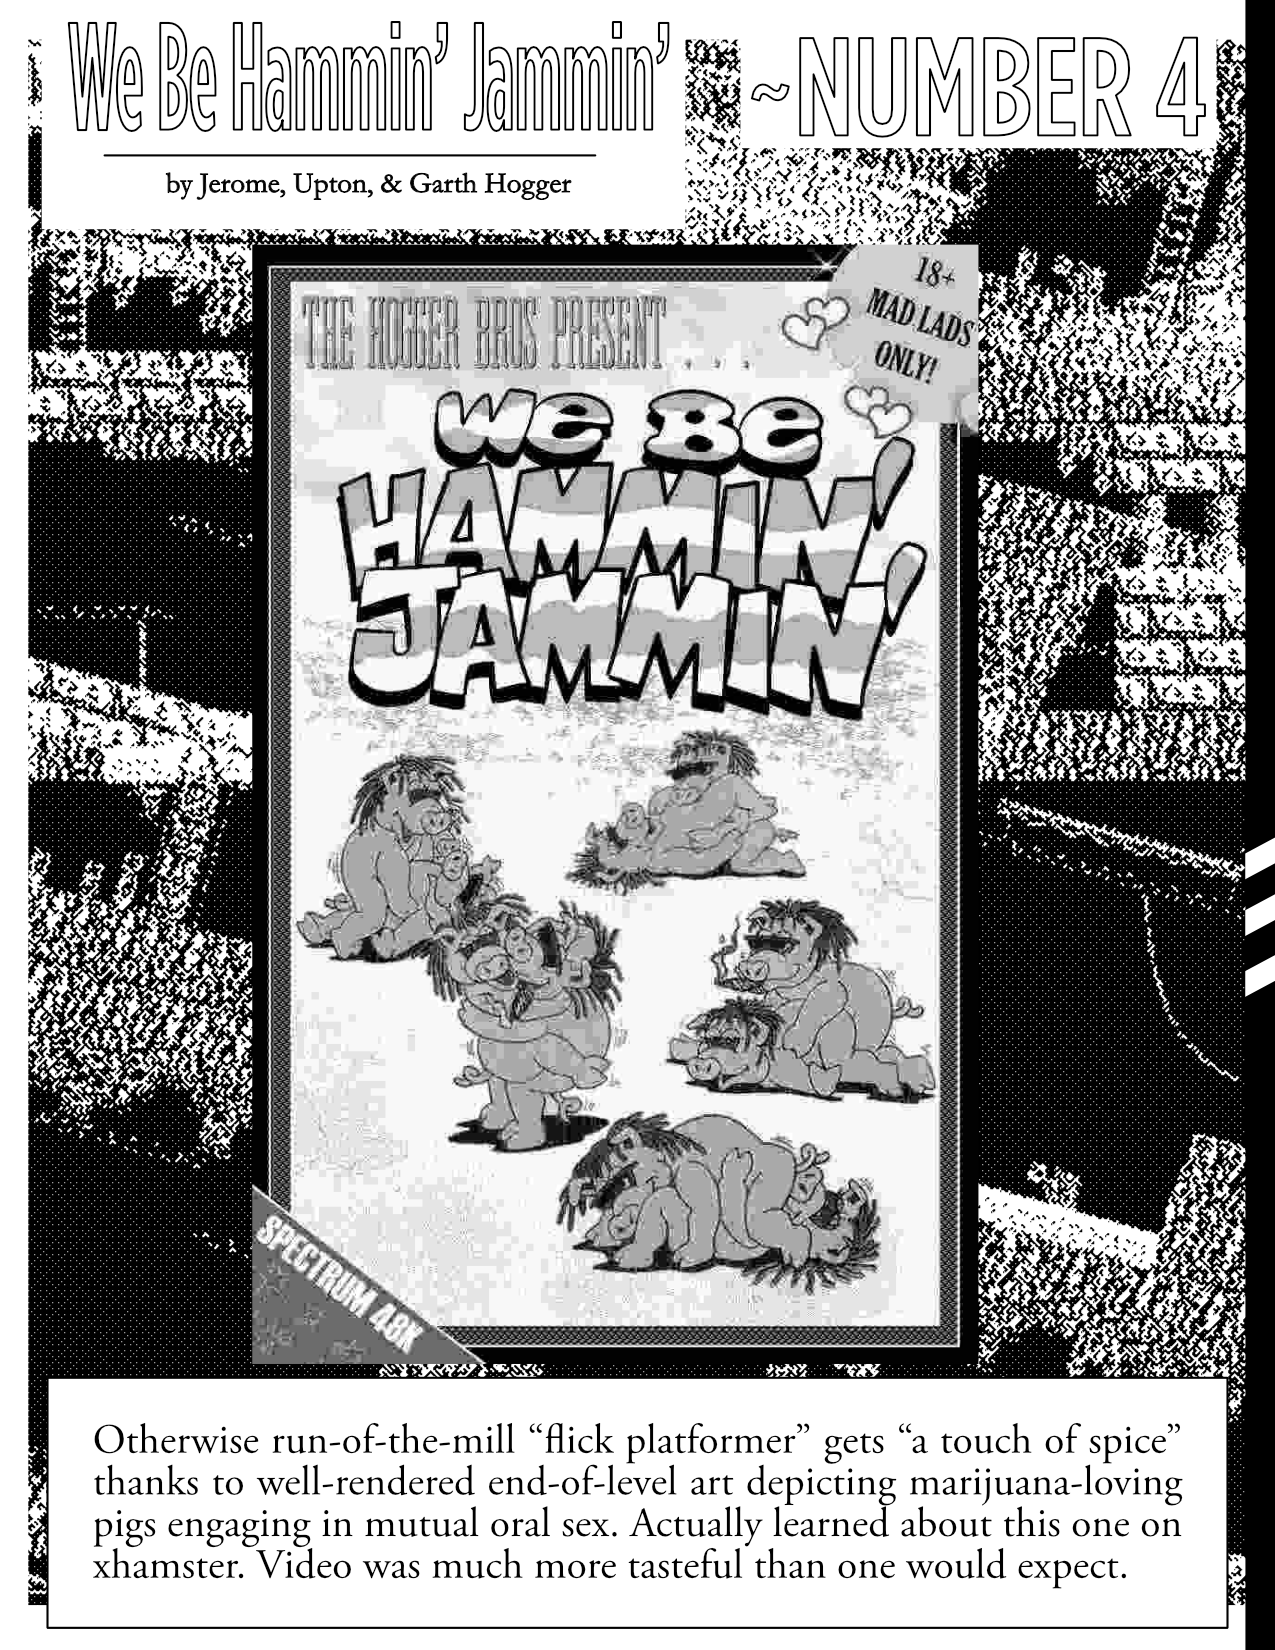 We Be Hammin’ Jammin’
~NUMBER 4
by Jerome, Upton, & Garth Hogger
18+
MAD LADS
ONLY!
THE HOGGER BROS PRESENT . . .
WE BE
HAMMIN'
JAMMIN'
SPECTRUM 48K
Otherwise run-of-the-mill “flick platformer” gets “a touch of spice”
thanks to well-rendered end-of-level art depicting marijuana-loving
pigs engaging in mutual oral sex. Actually learned about this one on
xhamster. Video was much more tasteful than one would expect.